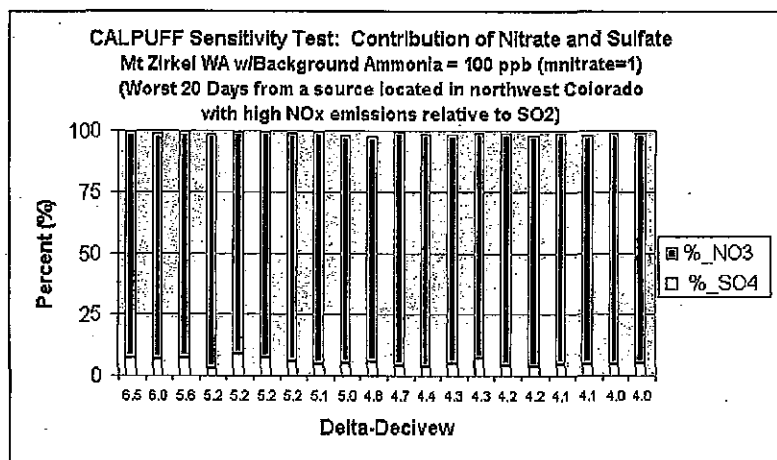 CALPUFF Sensitivity Test: Contribution of Nitrate and Sulfate
Mt Zirkel WA w/Background Ammonia = 100 ppb (mnitrate=1)
(Worst 20 Days from a source located in northwest Colorado
with high NOx emissions relative to SO2)
100
75
50
25
0
Percent (%)
%_NO3
%_SO4
6.5 6.0 5.6 5.2 5.2 5.2 5.2 5.1 5.0 4.8 4.7 4.4 4.3 4.3 4.2 4.2 4.1 4.1 4.0 4.0
Delta-Decivew